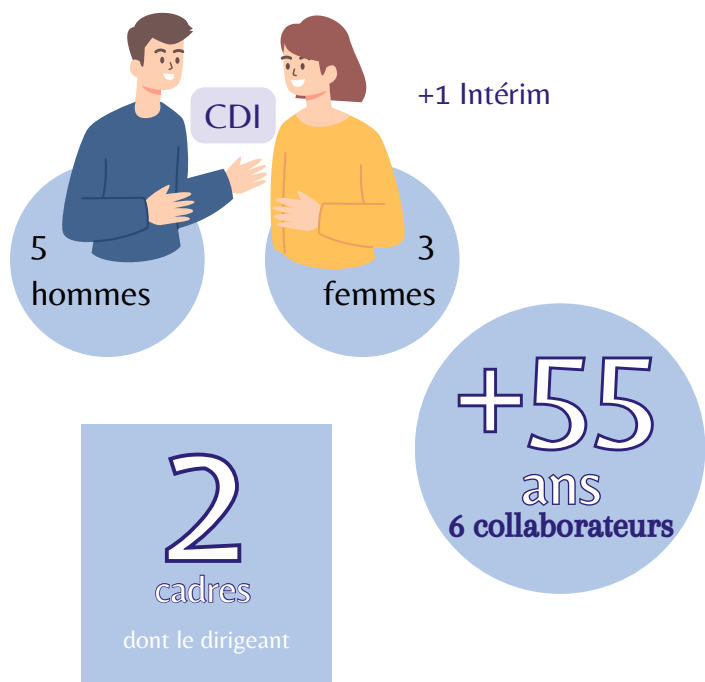 CDI
+1 Intérim
5
hommes
3
femmes
+55
ans
6 collaborateurs
2
cadres
dont le dirigeant